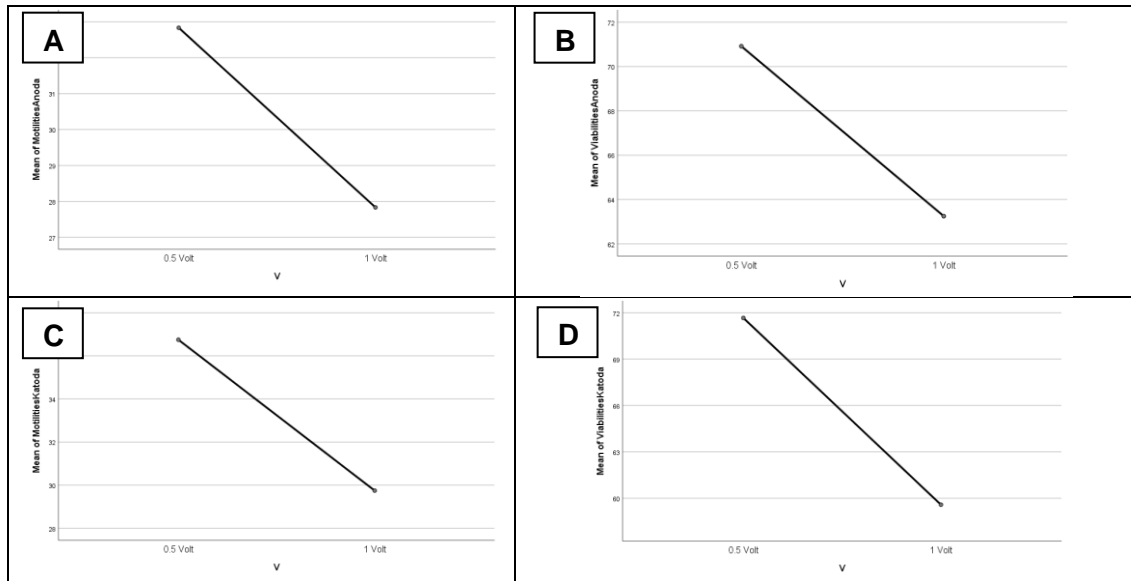 A
Mean of MotilitiesAnoda
31
30
29
28
27
0.5 Volt
1 Volt
V
B
Mean of ViabilitiesAnoda
72
70
68
66
64
62
0.5 Volt
1 Volt
V
C
Mean of MotilitiesKatoda
34
32
30
28
0.5 Volt
1 Volt
V
D
Mean of ViabilitiesKatoda
72
69
66
63
60
0.5 Volt
1 Volt
V